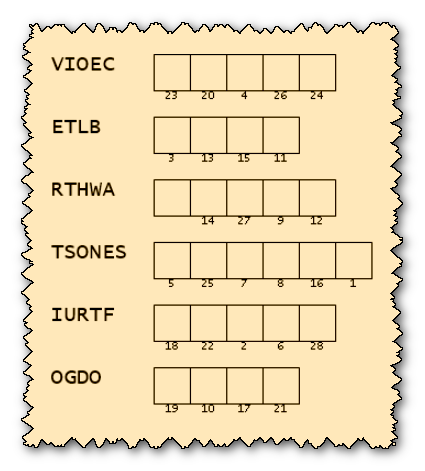 VIOEC
23 20 4 26 24
ETLB
3 13 15 11
RTHWA
14 27 9 12
TSONES
5 25 7 8 16 1
IURTF
18 22 2 6 28
OGDO
19 10 17 21